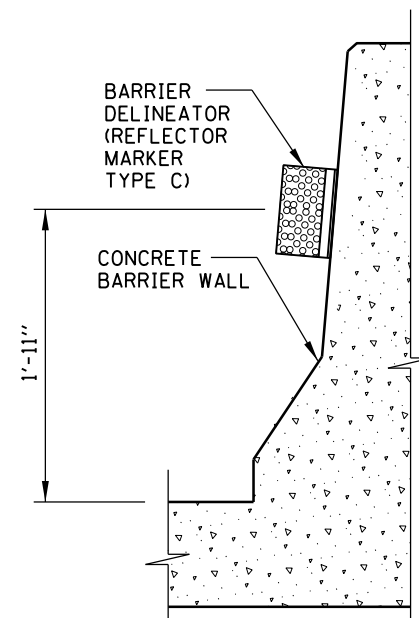 BARRIER
DELINEATOR
(REFLECTOR
MARKER
TYPE C)
CONCRETE
BARRIER WALL
1'-11"